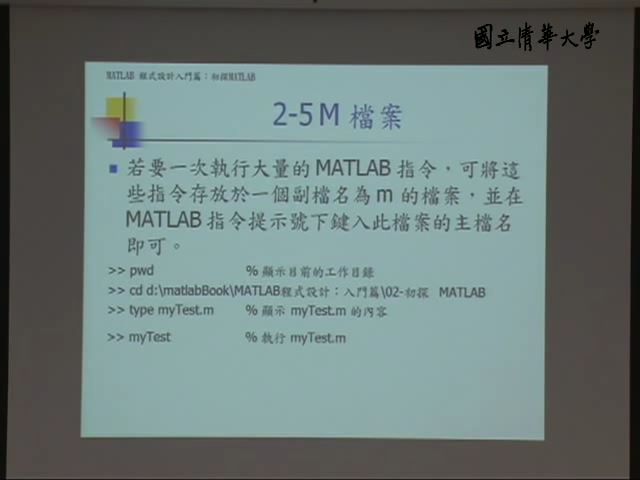 國立清華大學
MATLAB 程式設計入門篇：初探MATLAB
2-5 M 檔案
若要一次執行大量的 MATLAB 指令，可將這
些指令存放於一個副檔名為 m 的檔案，並在
MATLAB 指令提示號下鍵入此檔案的主檔名
即可。
>> pwd % 顯示目前的工作目錄
>> cd d:\matlabBook\MATLAB程式設計：入門篇\02-初探 MATLAB
>> type myTest.m % 顯示 myTest.m 的內容
>> myTest % 執行 myTest.m